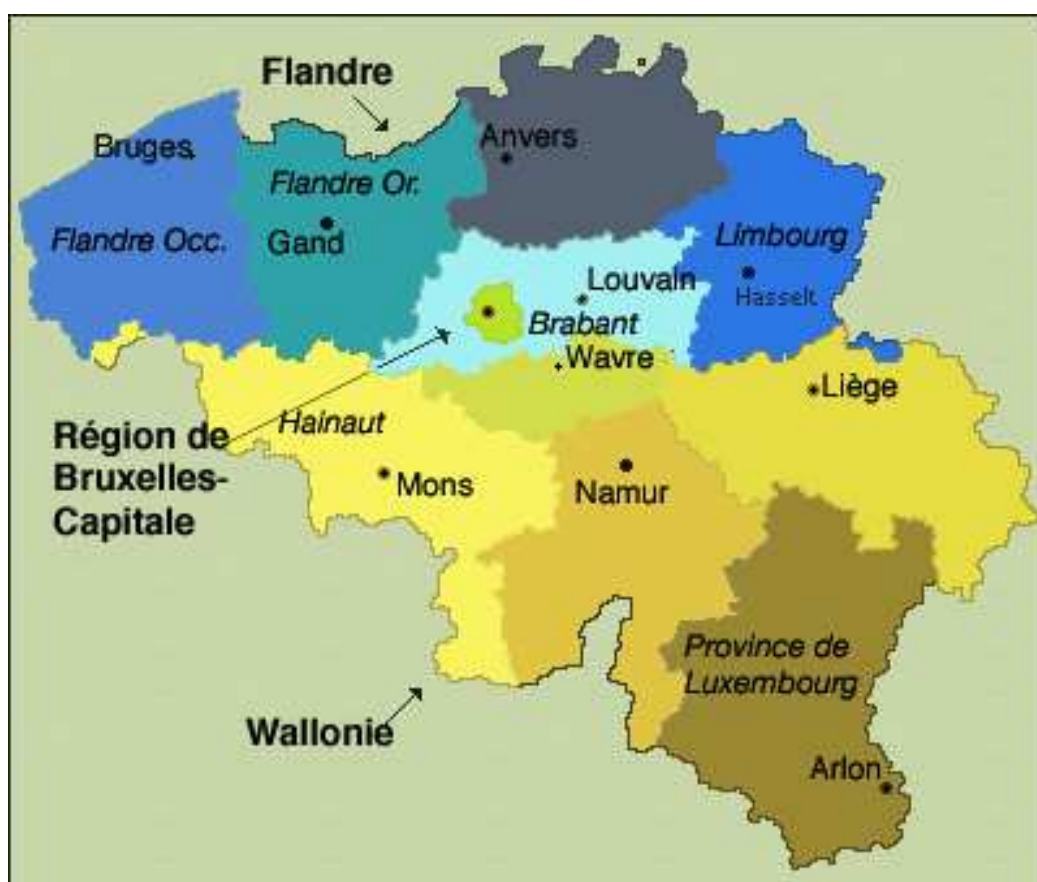 Flandre
Anvers
Bruges
Flandre Or.
Gand
Flandre Occ.
Limbourg
Hasselt
Louvain
Brabant
Wavre
Liège
Hainaut
Région de
Bruxelles-
Capitale
Mons
Namur
Province de
Luxembourg
Wallonie
Arlon